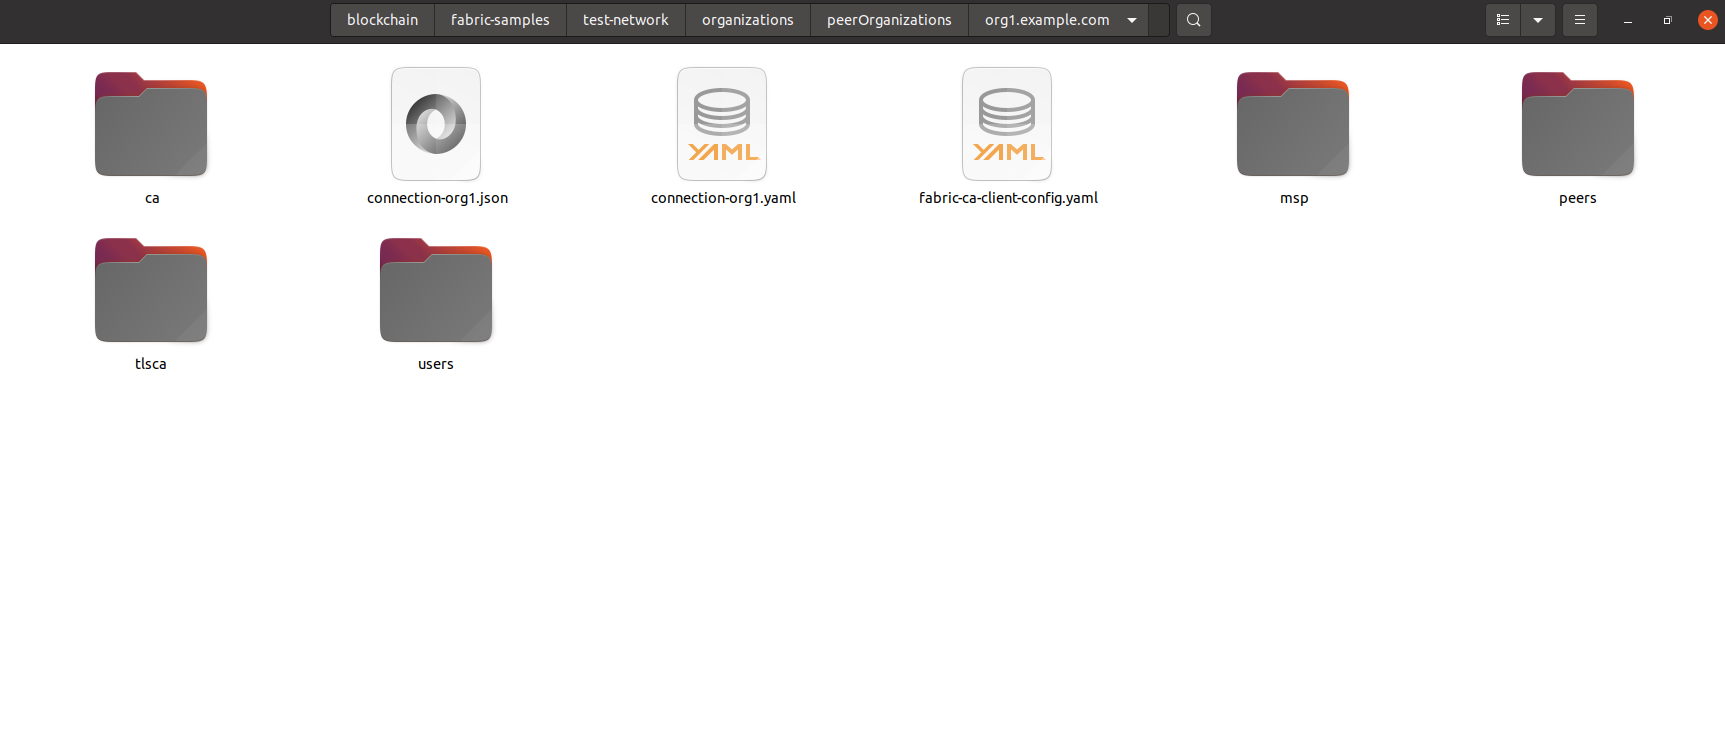 blockchain fabric-samples test-network organizations peerOrganizations org1.example.com
YAML YAML
ca connection-org1.json connection-org1.yaml fabric-ca-client-config.yaml msp peers
tlsca users